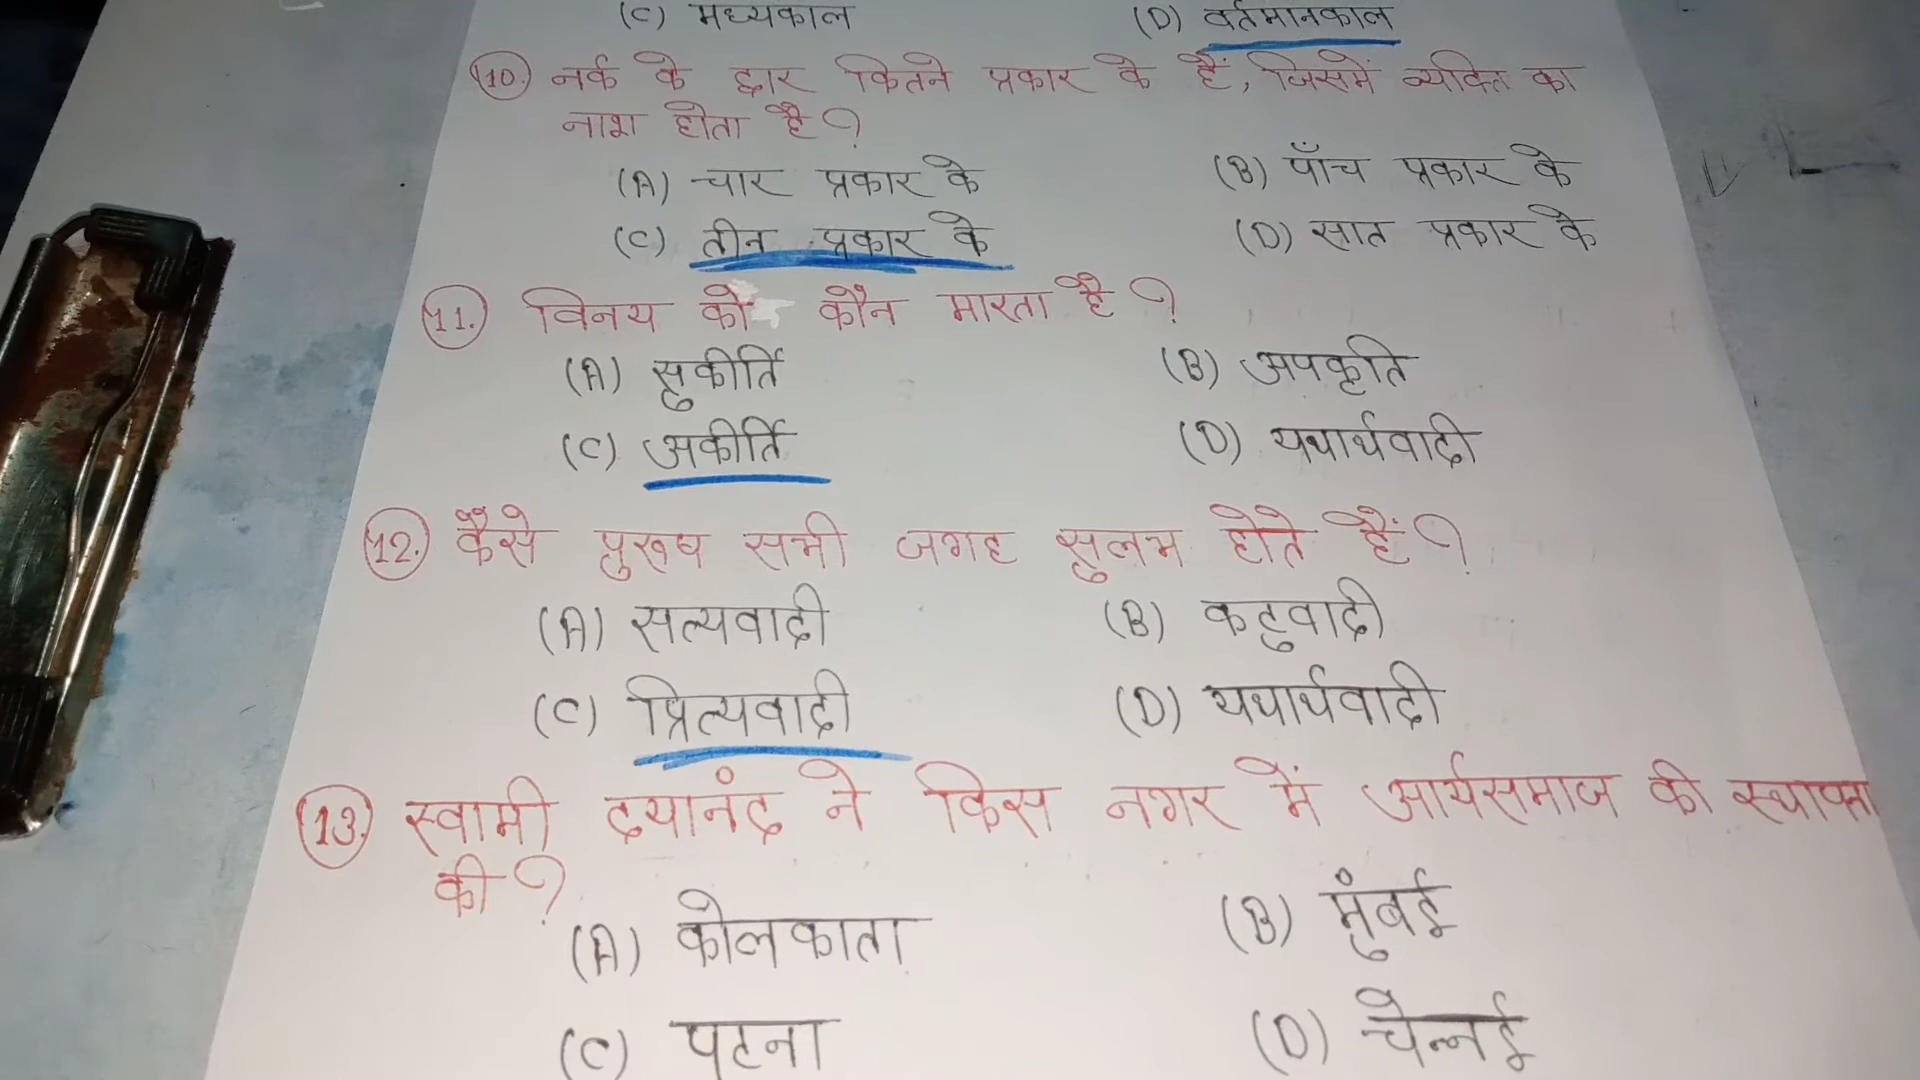 (C) मध्यकाल (D) वर्तमानकाल
10. नर्क के द्वार कितने प्रकार के हैं, जिसमें व्यक्ति का
नाश होता है?
(A) चार प्रकार के (B) पाँच प्रकार के
(C) तीन प्रकार के (D) सात प्रकार के
11. विनय को कौन मारता है?
(A) सुकीर्ति (B) अपकृति
(C) अकीर्ति (D) यथार्थवादी
12. कैसे पुरुष सभी जगह सुलभ होते हैं?
(A) सत्यवादी (B) कटुवादी
(C) प्रित्यवादी (D) यथार्थवादी
13. स्वामी दयानंद ने किस नगर में आर्यसमाज की स्थापना
की?
(A) कोलकाता (B) मुंबई
(C) पटना (D) चेन्नई